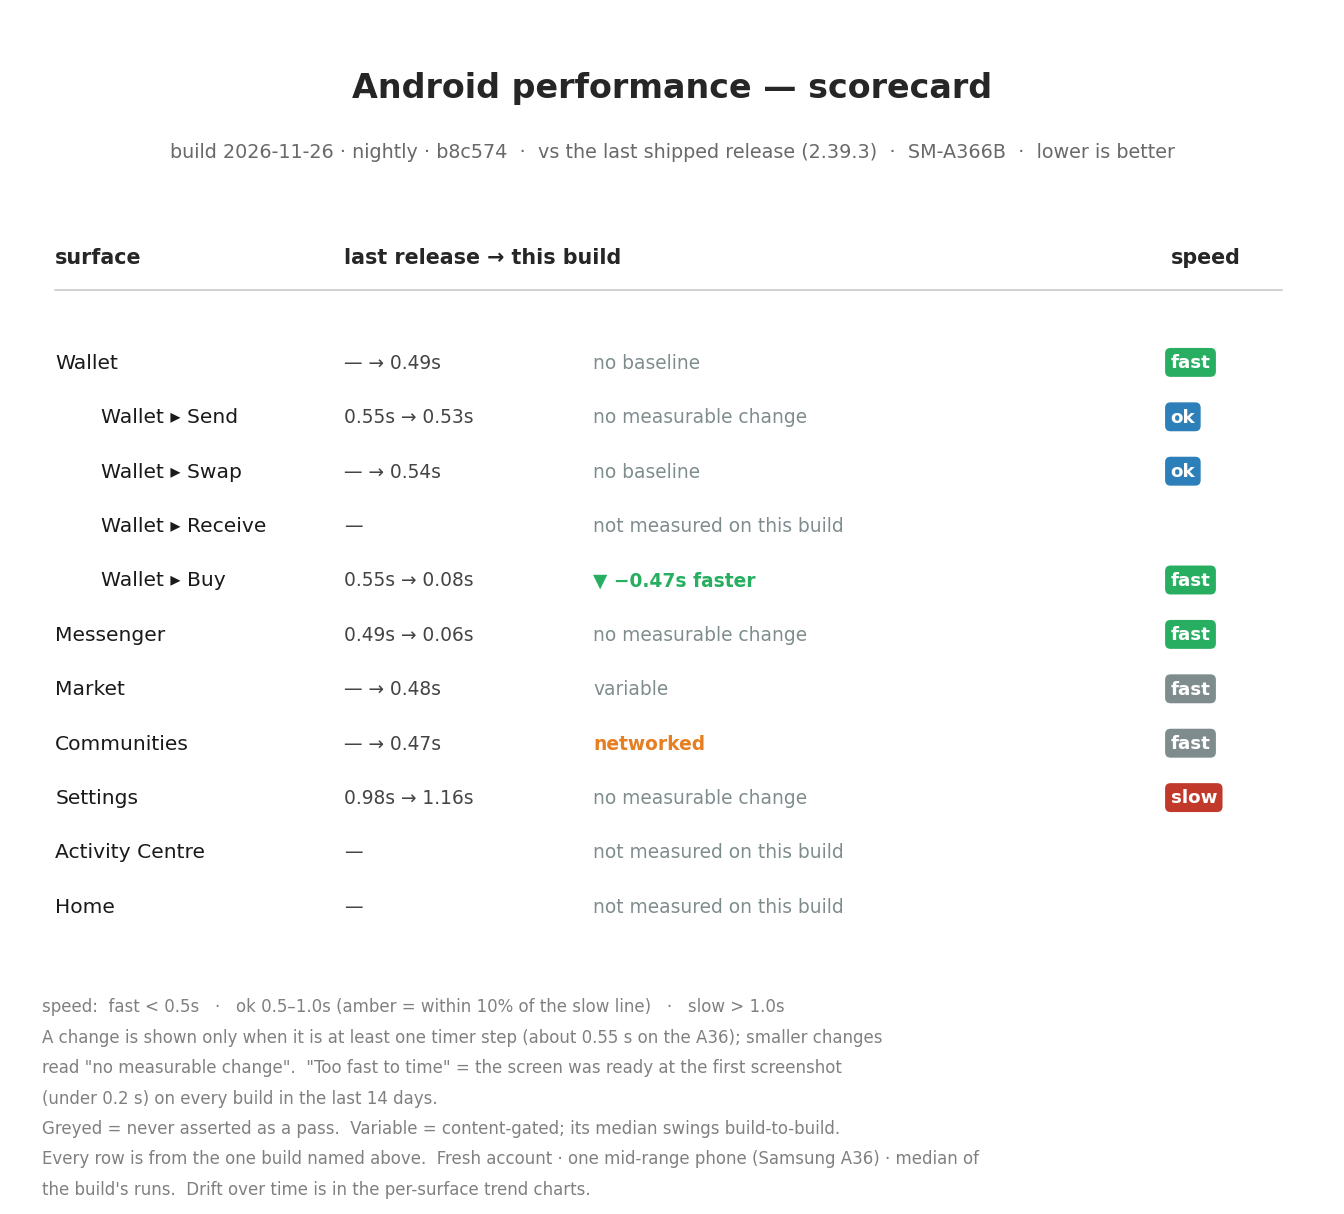 Android performance — scorecard
build 2026-11-26 · nightly · b8c574 · vs the last shipped release (2.39.3) · SM-A366B · lower is better
surface last release → this build speed
Wallet — → 0.49s no baseline fast
Wallet ▸ Send 0.55s → 0.53s no measurable change ok
Wallet ▸ Swap — → 0.54s no baseline ok
Wallet ▸ Receive — not measured on this build
Wallet ▸ Buy 0.55s → 0.08s ▼ −0.47s faster fast
Messenger 0.49s → 0.06s no measurable change fast
Market — → 0.48s variable fast
Communities — → 0.47s networked fast
Settings 0.98s → 1.16s no measurable change slow
Activity Centre — not measured on this build
Home — not measured on this build
speed: fast < 0.5s · ok 0.5–1.0s (amber = within 10% of the slow line) · slow > 1.0s
A change is shown only when it is at least one timer step (about 0.55 s on the A36); smaller changes
read "no measurable change". "Too fast to time" = the screen was ready at the first screenshot
(under 0.2 s) on every build in the last 14 days.
Greyed = never asserted as a pass. Variable = content-gated; its median swings build-to-build.
Every row is from the one build named above. Fresh account · one mid-range phone (Samsung A36) · median of
the build's runs. Drift over time is in the per-surface trend charts.